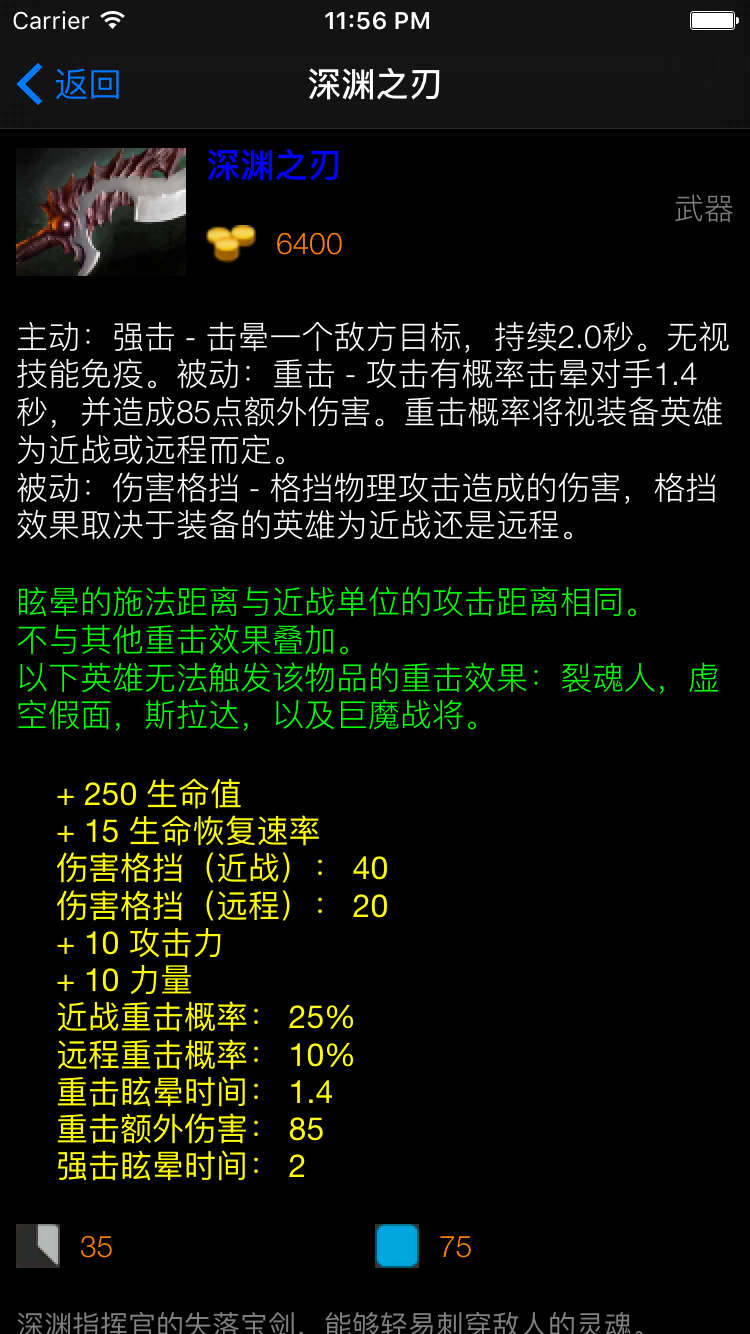 Carrier 11:56 PM
返回 深渊之刃
深渊之刃
武器
6400
主动：强击 - 击晕一个敌方目标，持续2.0秒。无视
技能免疫。被动：重击 - 攻击有概率击晕对手1.4
秒，并造成85点额外伤害。重击概率将视装备英雄
为近战或远程而定。
被动：伤害格挡 - 格挡物理攻击造成的伤害，格挡
效果取决于装备的英雄为近战还是远程。
眩晕的施法距离与近战单位的攻击距离相同。
不与其他重击效果叠加。
以下英雄无法触发该物品的重击效果：裂魂人，虚
空假面，斯拉达，以及巨魔战将。
+ 250 生命值
+ 15 生命恢复速率
伤害格挡（近战）： 40
伤害格挡（远程）： 20
+ 10 攻击力
+ 10 力量
近战重击概率： 25%
远程重击概率： 10%
重击眩晕时间： 1.4
重击额外伤害： 85
强击眩晕时间： 2
35 75
深渊指挥官的失落宝剑，能够轻易刺穿敌人的灵魂。